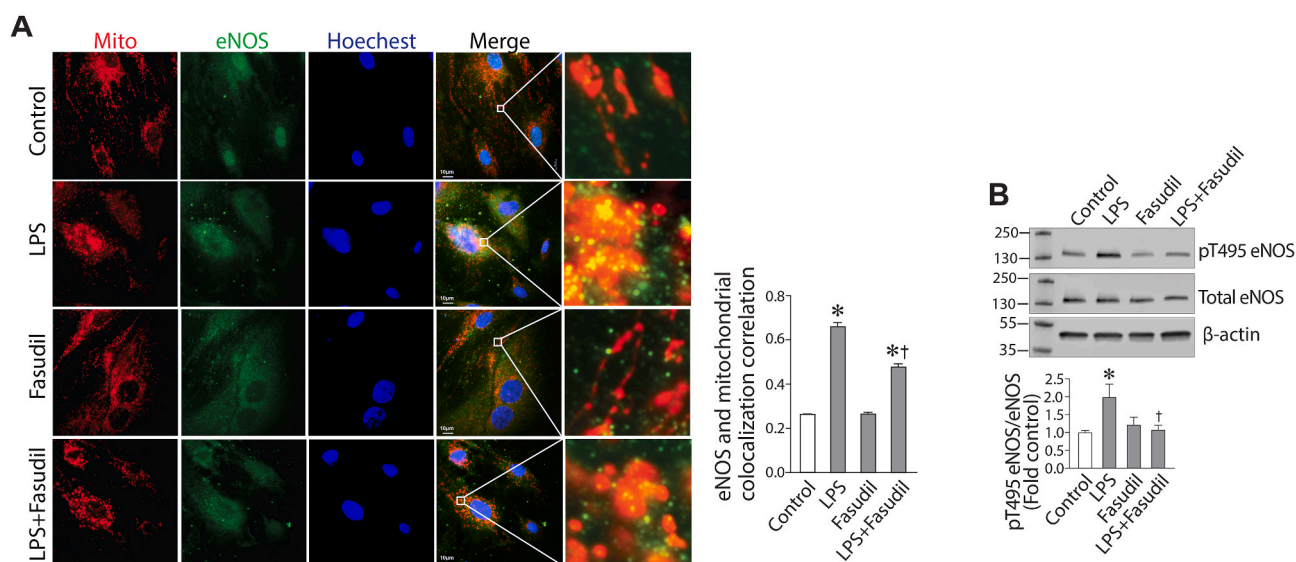 A
Mito eNOS Hoechest Merge
Control
10µm
LPS
10µm
Fasudil
10µm
LPS+Fasudil
10µm
eNOS and mitochondrial
colocalization correlation
0.8
0.6
0.4
0.2
0.0
*
*†
Control
LPS
Fasudil
LPS+Fasudil
B
Control
LPS
Fasudil
LPS+Fasudil
250
130
pT495 eNOS
250
130
Total eNOS
55
35
β-actin
pT495 eNOS/eNOS
(Fold control)
2.5
2.0
1.5
1.0
0.5
0.0
*
†
Control
LPS
Fasudil
LPS+Fasudil